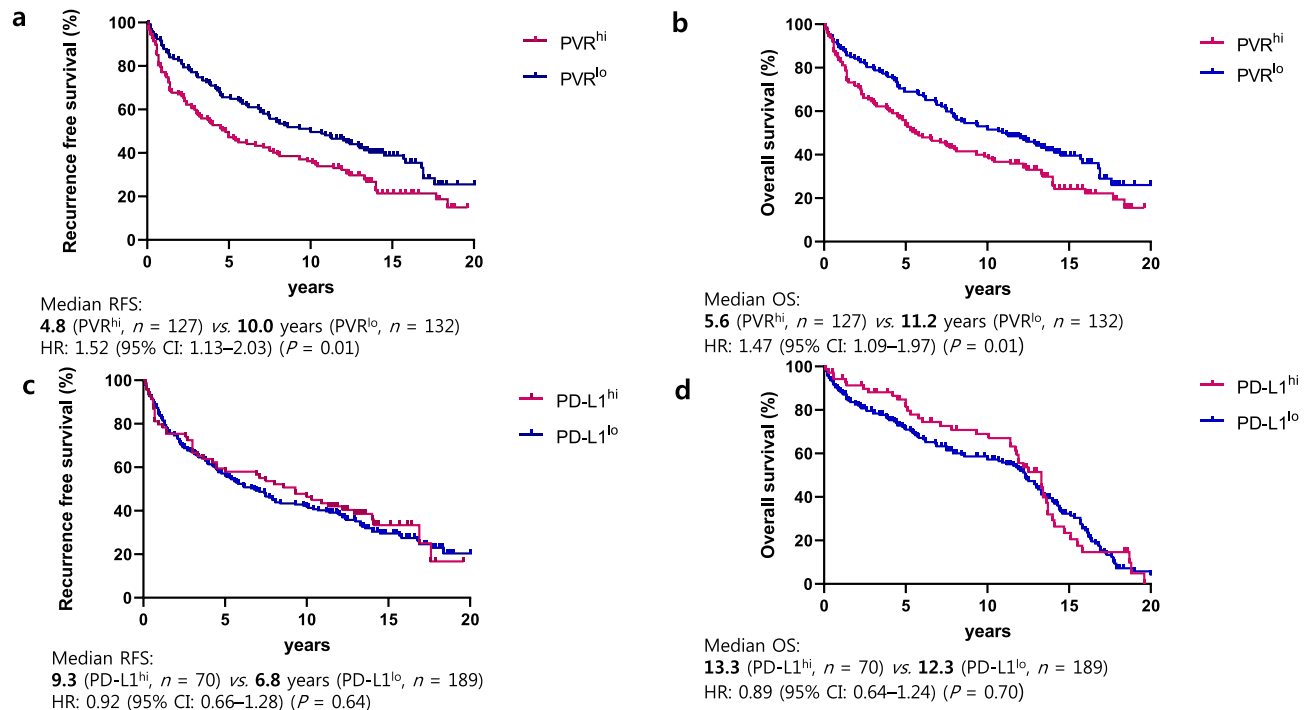 a
Recurrence free survival (%)
100
80
60
40
20
0
0 5 10 15 20
years
PVRhi
PVRlo
Median RFS:
4.8 (PVRhi, n = 127) vs. 10.0 years (PVRlo, n = 132)
HR: 1.52 (95% CI: 1.13–2.03) (P = 0.01)
b
Overall survival (%)
100
80
60
40
20
0
0 5 10 15 20
years
PVRhi
PVRlo
Median OS:
5.6 (PVRhi, n = 127) vs. 11.2 years (PVRlo, n = 132)
HR: 1.47 (95% CI: 1.09–1.97) (P = 0.01)
c
Recurrence free survival (%)
100
80
60
40
20
0
0 5 10 15 20
years
PD-L1hi
PD-L1lo
Median RFS:
9.3 (PD-L1hi, n = 70) vs. 6.8 years (PD-L1lo, n = 189)
HR: 0.92 (95% CI: 0.66–1.28) (P = 0.64)
d
Overall survival (%)
100
80
60
40
20
0
0 5 10 15 20
years
PD-L1hi
PD-L1lo
Median OS:
13.3 (PD-L1hi, n = 70) vs. 12.3 (PD-L1lo, n = 189)
HR: 0.89 (95% CI: 0.64–1.24) (P = 0.70)